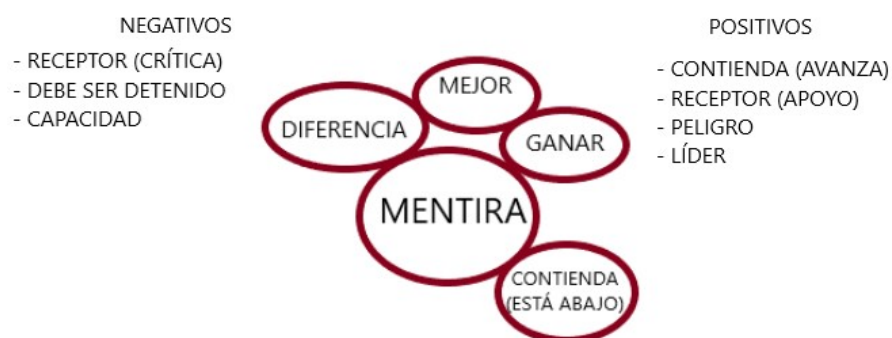 NEGATIVOS
- RECEPTOR (CRÍTICA)
- DEBE SER DETENIDO
- CAPACIDAD
DIFERENCIA
MEJOR
GANAR
MENTIRA
CONTIENDA
(ESTÁ ABAJO)
POSITIVOS
- CONTIENDA (AVANZA)
- RECEPTOR (APOYO)
- PELIGRO
- LÍDER